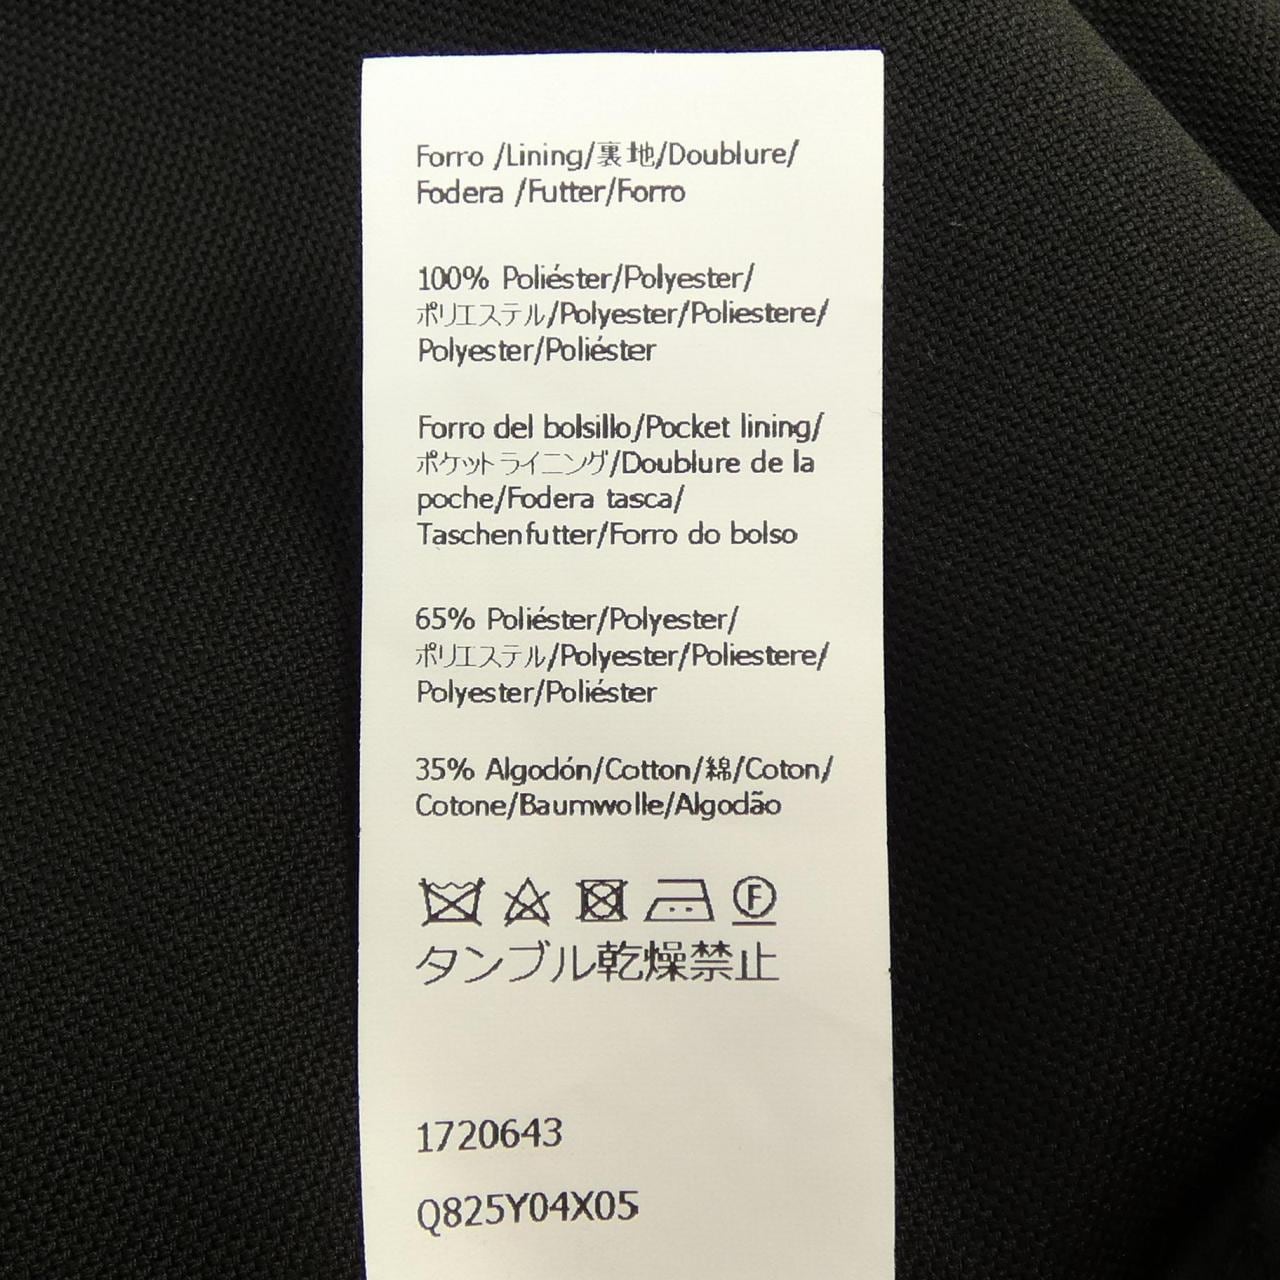 Forro /Lining/裏地/Doublure/
Fodera /Futter/Forro
100% Poliéster/Polyester/
ポリエステル/Polyester/Poliestere/
Polyester/Poliéster
Forro del bolsillo/Pocket lining/
ポケットライニング/Doublure de la
poche/Fodera tasca/
Taschenfutter/Forro do bolso
65% Poliéster/Polyester/
ポリエステル/Polyester/Poliestere/
Polyester/Poliéster
35% Algodón/Cotton/綿/Coton/
Cotone/Baumwolle/Algodão
F
タンブル乾燥禁止
1720643
Q825Y04X05